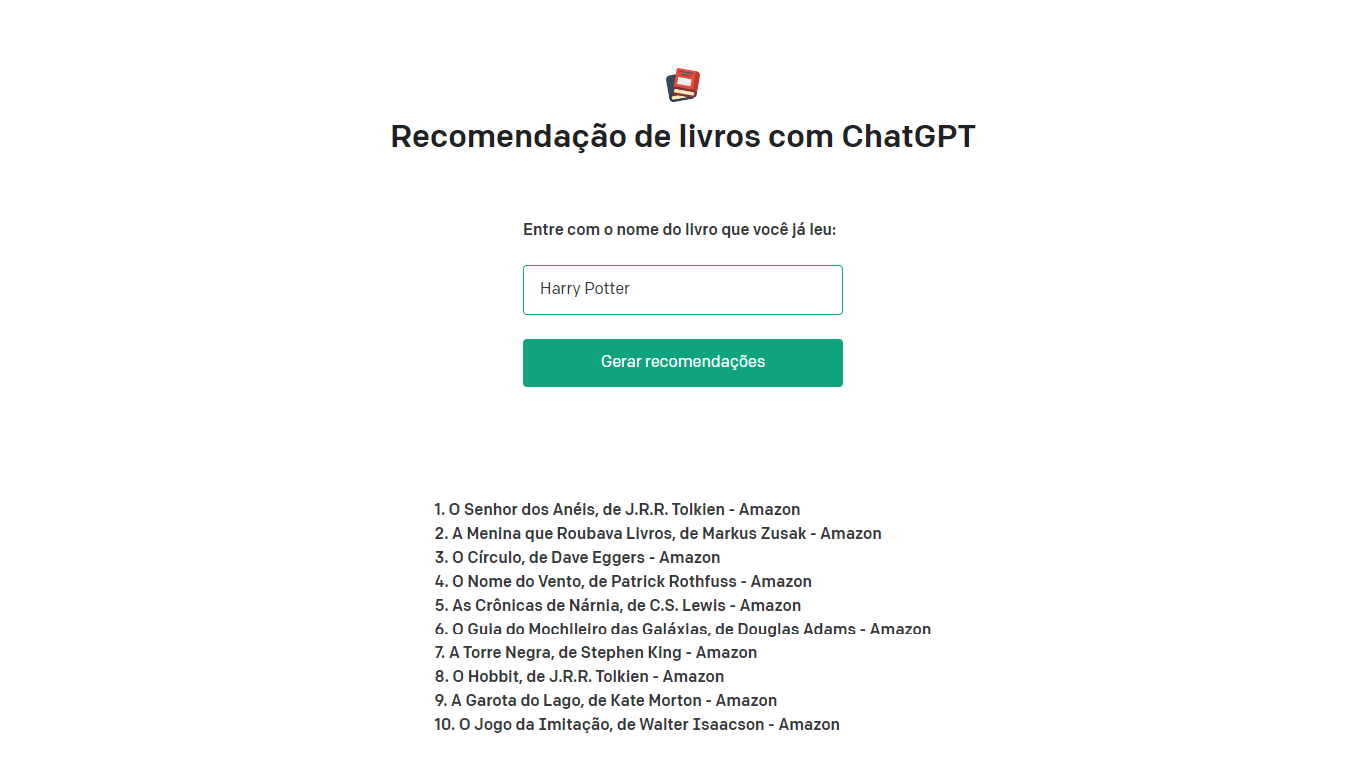 Recomendação de livros com ChatGPT
Entre com o nome do livro que você já leu:
Harry Potter
Gerar recomendações
1. O Senhor dos Anéis, de J.R.R. Tolkien - Amazon
2. A Menina que Roubava Livros, de Markus Zusak - Amazon
3. O Círculo, de Dave Eggers - Amazon
4. O Nome do Vento, de Patrick Rothfuss - Amazon
5. As Crônicas de Nárnia, de C.S. Lewis - Amazon
6. O Guia do Mochileiro das Galáxias, de Douglas Adams - Amazon
7. A Torre Negra, de Stephen King - Amazon
8. O Hobbit, de J.R.R. Tolkien - Amazon
9. A Garota do Lago, de Kate Morton - Amazon
10. O Jogo da Imitação, de Walter Isaacson - Amazon